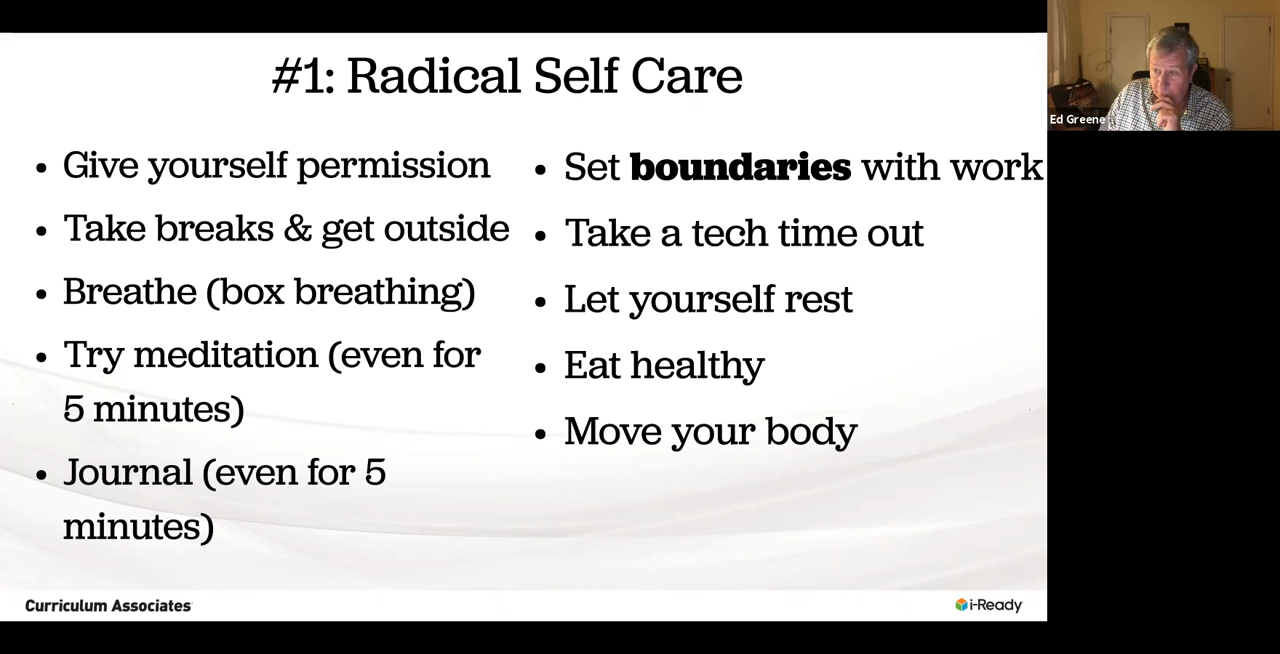 #1: Radical Self Care
• Give yourself permission
• Take breaks & get outside
• Breathe (box breathing)
• Try meditation (even for
5 minutes)
• Journal (even for 5
minutes)
• Set boundaries with work
• Take a tech time out
• Let yourself rest
• Eat healthy
• Move your body
Curriculum Associates
i-Ready
Ed Greene